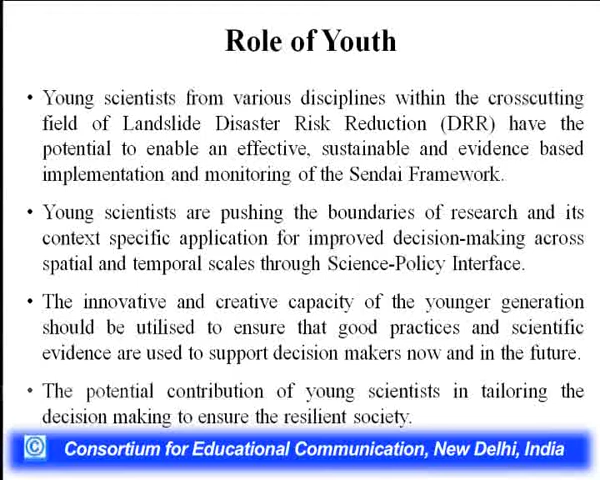 Role of Youth
• Young scientists from various disciplines within the crosscutting
field of Landslide Disaster Risk Reduction (DRR) have the
potential to enable an effective, sustainable and evidence based
implementation and monitoring of the Sendai Framework.
• Young scientists are pushing the boundaries of research and its
context specific application for improved decision-making across
spatial and temporal scales through Science-Policy Interface.
• The innovative and creative capacity of the younger generation
should be utilised to ensure that good practices and scientific
evidence are used to support decision makers now and in the future.
• The potential contribution of young scientists in tailoring the
decision making to ensure the resilient society.
© Consortium for Educational Communication, New Delhi, India